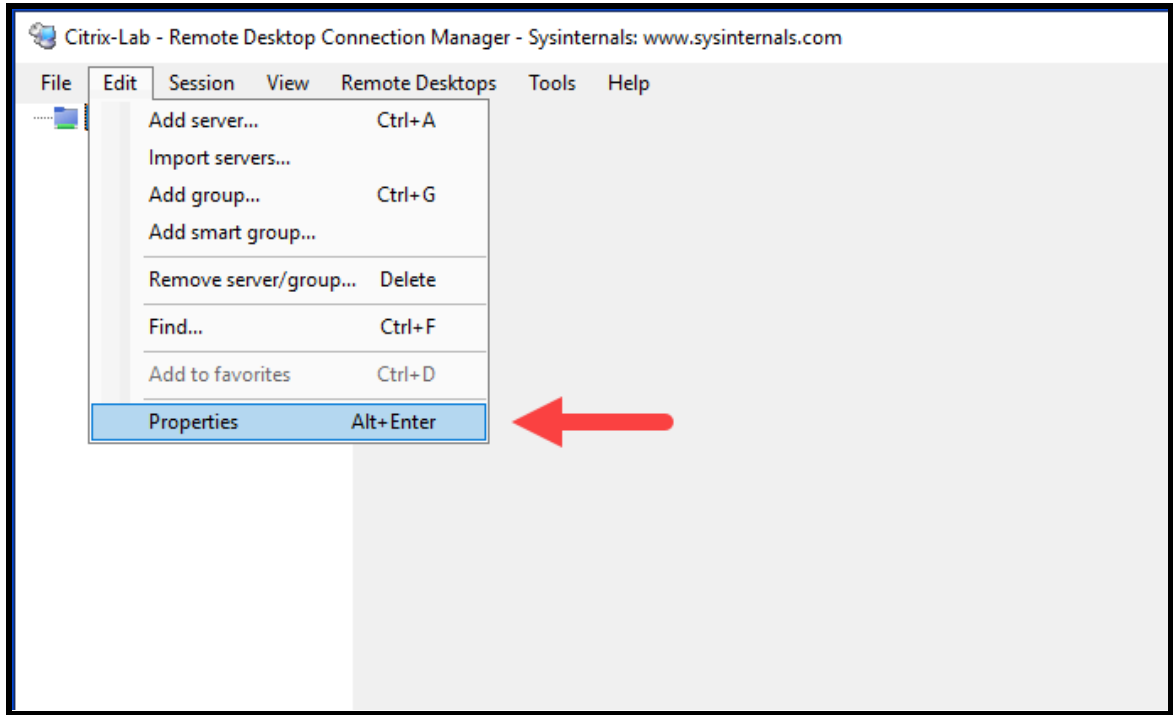 Citrix-Lab - Remote Desktop Connection Manager - Sysinternals: www.sysinternals.com
File Edit Session View Remote Desktops Tools Help
Add server... Ctrl+A
Import servers...
Add group... Ctrl+G
Add smart group...
Remove server/group... Delete
Find... Ctrl+F
Add to favorites Ctrl+D
Properties Alt+Enter